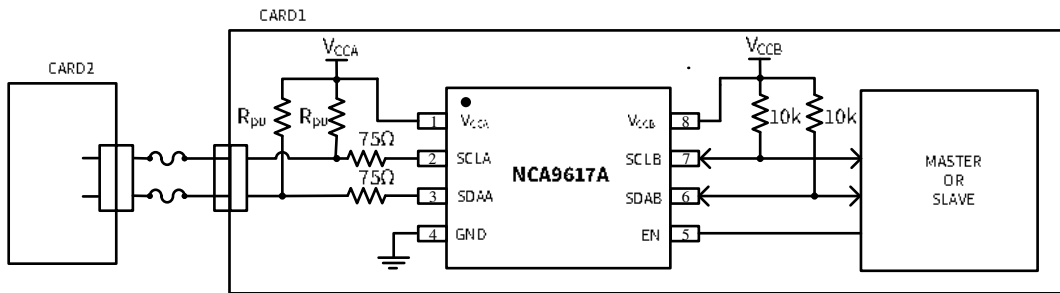 CARD1
CARD2
VCCA
VCCB
Rpu
Rpu
10k
10k
75Ω
75Ω
1
VCCA
2
SCLA
3
SDAA
4
GND
NCA9617A
VCCB
8
SCLB
7
SDAB
6
EN
5
MASTER
OR
SLAVE